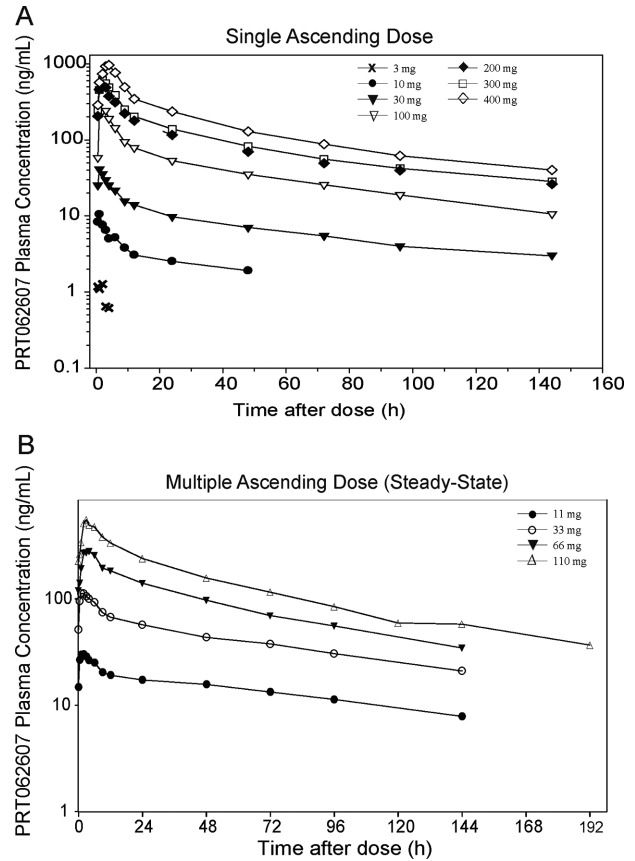 A
Single Ascending Dose
PRT062607 Plasma Concentration (ng/mL)
1000
100
10
1
0.1
3 mg
10 mg
30 mg
100 mg
200 mg
300 mg
400 mg
0 20 40 60 80 100 120 140 160
Time after dose (h)
B
Multiple Ascending Dose (Steady-State)
PRT062607 Plasma Concentration (ng/mL)
100
10
1
11 mg
33 mg
66 mg
110 mg
0 24 48 72 96 120 144 168 192
Time after dose (h)